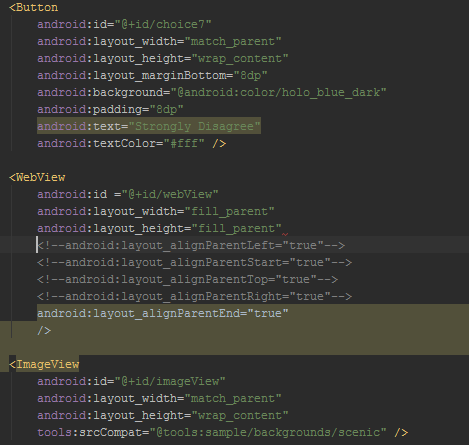 <Button
android:id="@+id/choice7"
android:layout_width="match_parent"
android:layout_height="wrap_content"
android:layout_marginBottom="8dp"
android:background="@android:color/holo_blue_dark"
android:padding="8dp"
android:text="Strongly Disagree"
android:textColor="#fff" />
<WebView
android:id ="@+id/webView"
android:layout_width="fill_parent"
android:layout_height="fill_parent"
<!--android:layout_alignParentLeft="true"-->
<!--android:layout_alignParentStart="true"-->
<!--android:layout_alignParentTop="true"-->
<!--android:layout_alignParentRight="true"-->
android:layout_alignParentEnd="true"
/>
<ImageView
android:id="@+id/imageView"
android:layout_width="match_parent"
android:layout_height="wrap_content"
tools:srcCompat="@tools:sample/backgrounds/scenic" />